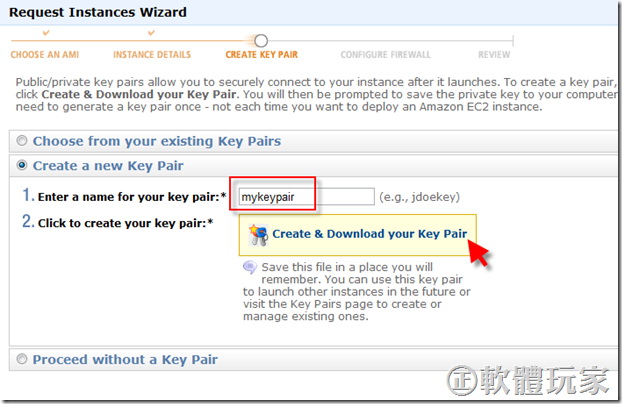 Request Instances Wizard
CHOOSE AN AMI INSTANCE DETAILS CREATE KEY PAIR CONFIGURE FIREWALL REVIEW
Public/private key pairs allow you to securely connect to your instance after it launches. To create a key pair,
click Create & Download your Key Pair. You will then be prompted to save the private key to your computer
need to generate a key pair once - not each time you want to deploy an Amazon EC2 instance.
Choose from your existing Key Pairs
Create a new Key Pair
1. Enter a name for your key pair:* mykeypair (e.g., jdoekey)
2. Click to create your key pair:* Create & Download your Key Pair
Save this file in a place you will
remember. You can use this key pair
to launch other instances in the future or
visit the Key Pairs page to create or
manage existing ones.
Proceed without a Key Pair
正軟體玩家